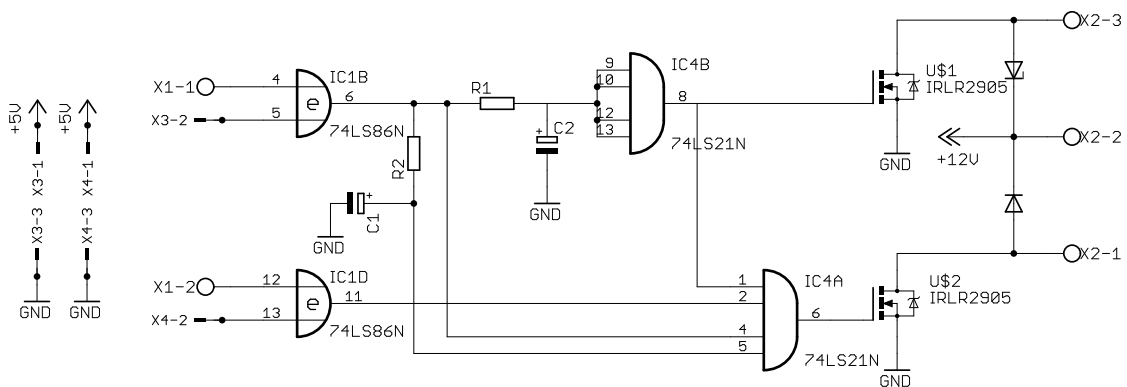 X2-3
IC1B
IC4B
U$1
IRLR2905
X1-1
4
6
R1
9
10
8
+5V
+5V
X3-2
5
74LS86N
12
13
C2
+
74LS21N
GND
+12V
X2-2
R2
GND
X3-1
X4-1
+
C1
GND
X3-3
X4-3
X2-1
IC1D
IC4A
U$2
IRLR2905
X1-2
12
11
1
2
6
X4-2
13
74LS86N
4
5
74LS21N
GND
GND
GND
e
e